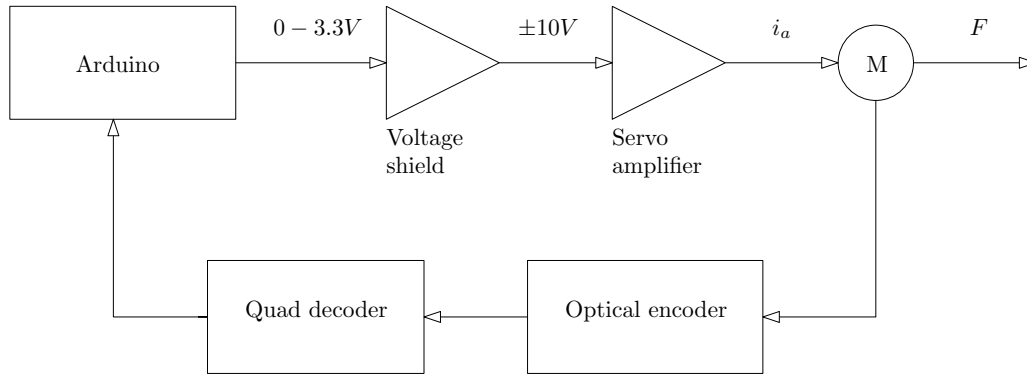 0 − 3.3V
±10V
i_a
F
Arduino
M
Voltage
shield
Servo
amplifier
Quad decoder
Optical encoder